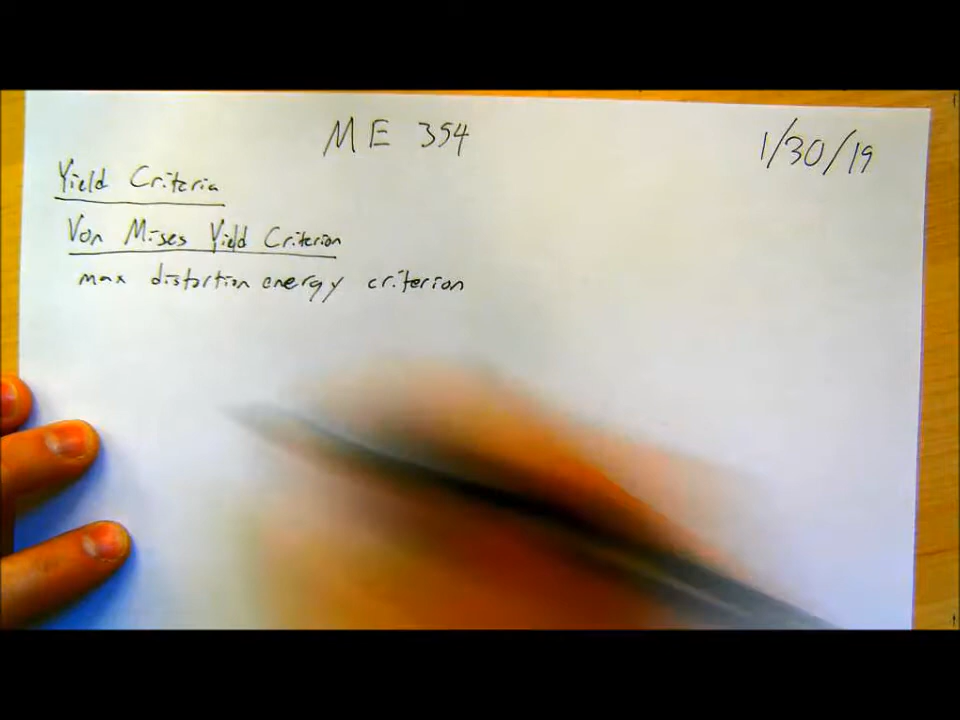 ME 354
1/30/19
Yield Criteria
Von Mises Yield Criterion
max distortion energy criterion